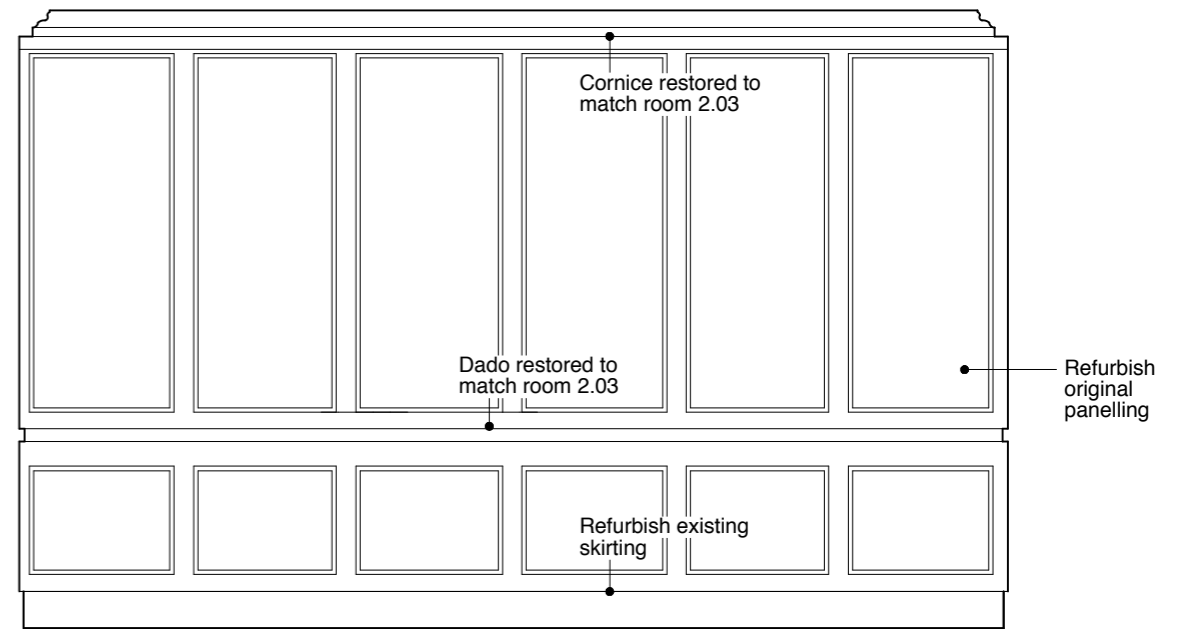 Cornice restored to
match room 2.03
Dado restored to
match room 2.03
Refurbish
original
panelling
Refurbish existing
skirting